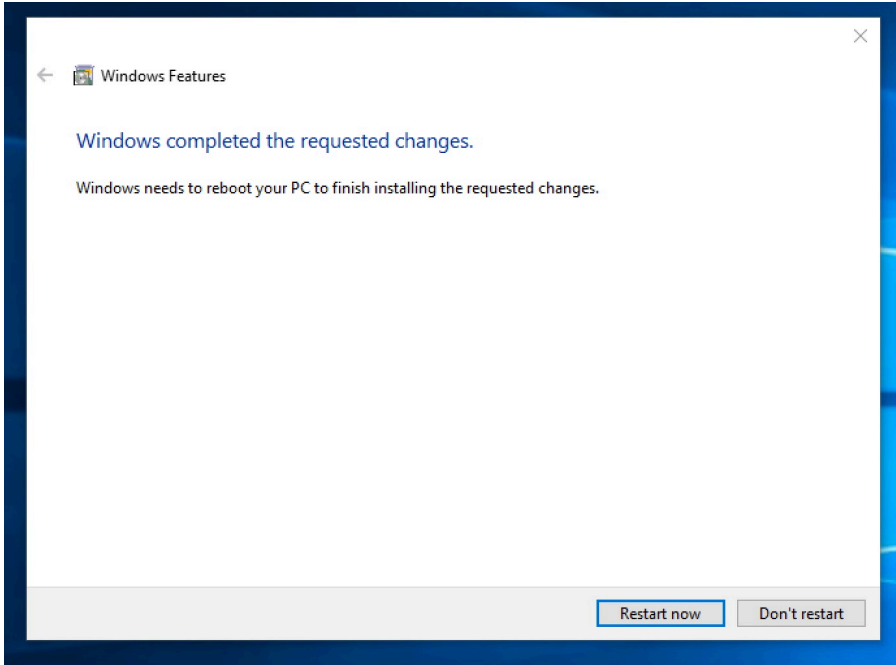 Windows Features
Windows completed the requested changes.
Windows needs to reboot your PC to finish installing the requested changes.
Restart now
Don't restart